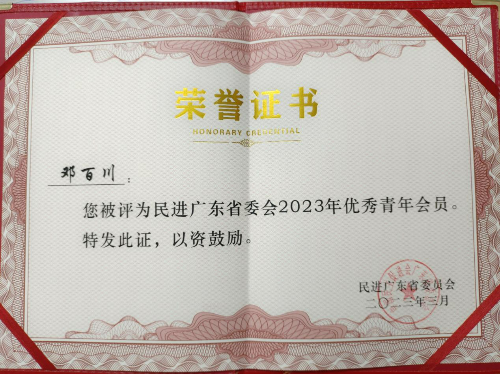 荣誉证书
HONORARY CREDENTIAL
邓百川：
您被评为民进广东省委会2023年优秀青年会员。
特发此证，以资鼓励。
民进广东省委员会
二〇二三年三月